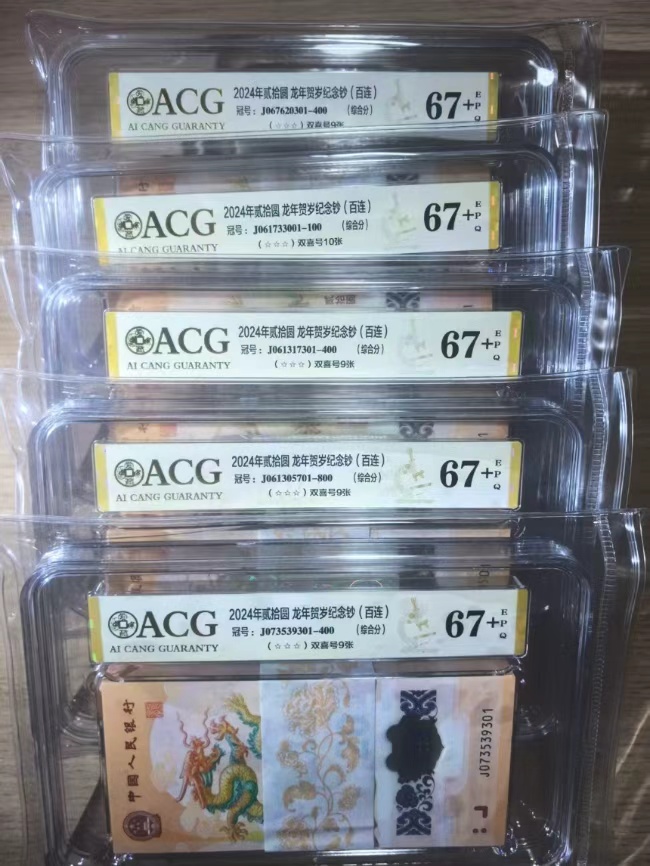 ACG
AI CANG GUARANTY
2024年贰拾圆 龙年贺岁纪念钞(百连)
冠号: J067620301-400 (综合分)
(☆☆☆)双喜号9张
67+ EPQ
ACG
AI CANG GUARANTY
2024年贰拾圆 龙年贺岁纪念钞(百连)
冠号: J061733001-100 (综合分)
(☆☆☆)双喜号10张
67+ EPQ
ACG
AI CANG GUARANTY
2024年贰拾圆 龙年贺岁纪念钞(百连)
冠号: J061317301-400 (综合分)
(☆☆☆)双喜号9张
67+ EPQ
ACG
AI CANG GUARANTY
2024年贰拾圆 龙年贺岁纪念钞(百连)
冠号: J061305701-800 (综合分)
(☆☆☆)双喜号9张
67+ EPQ
ACG
AI CANG GUARANTY
2024年贰拾圆 龙年贺岁纪念钞(百连)
冠号: J073539301-400 (综合分)
(☆☆☆)双喜号9张
67+ EPQ
中国人民银行
J073539301